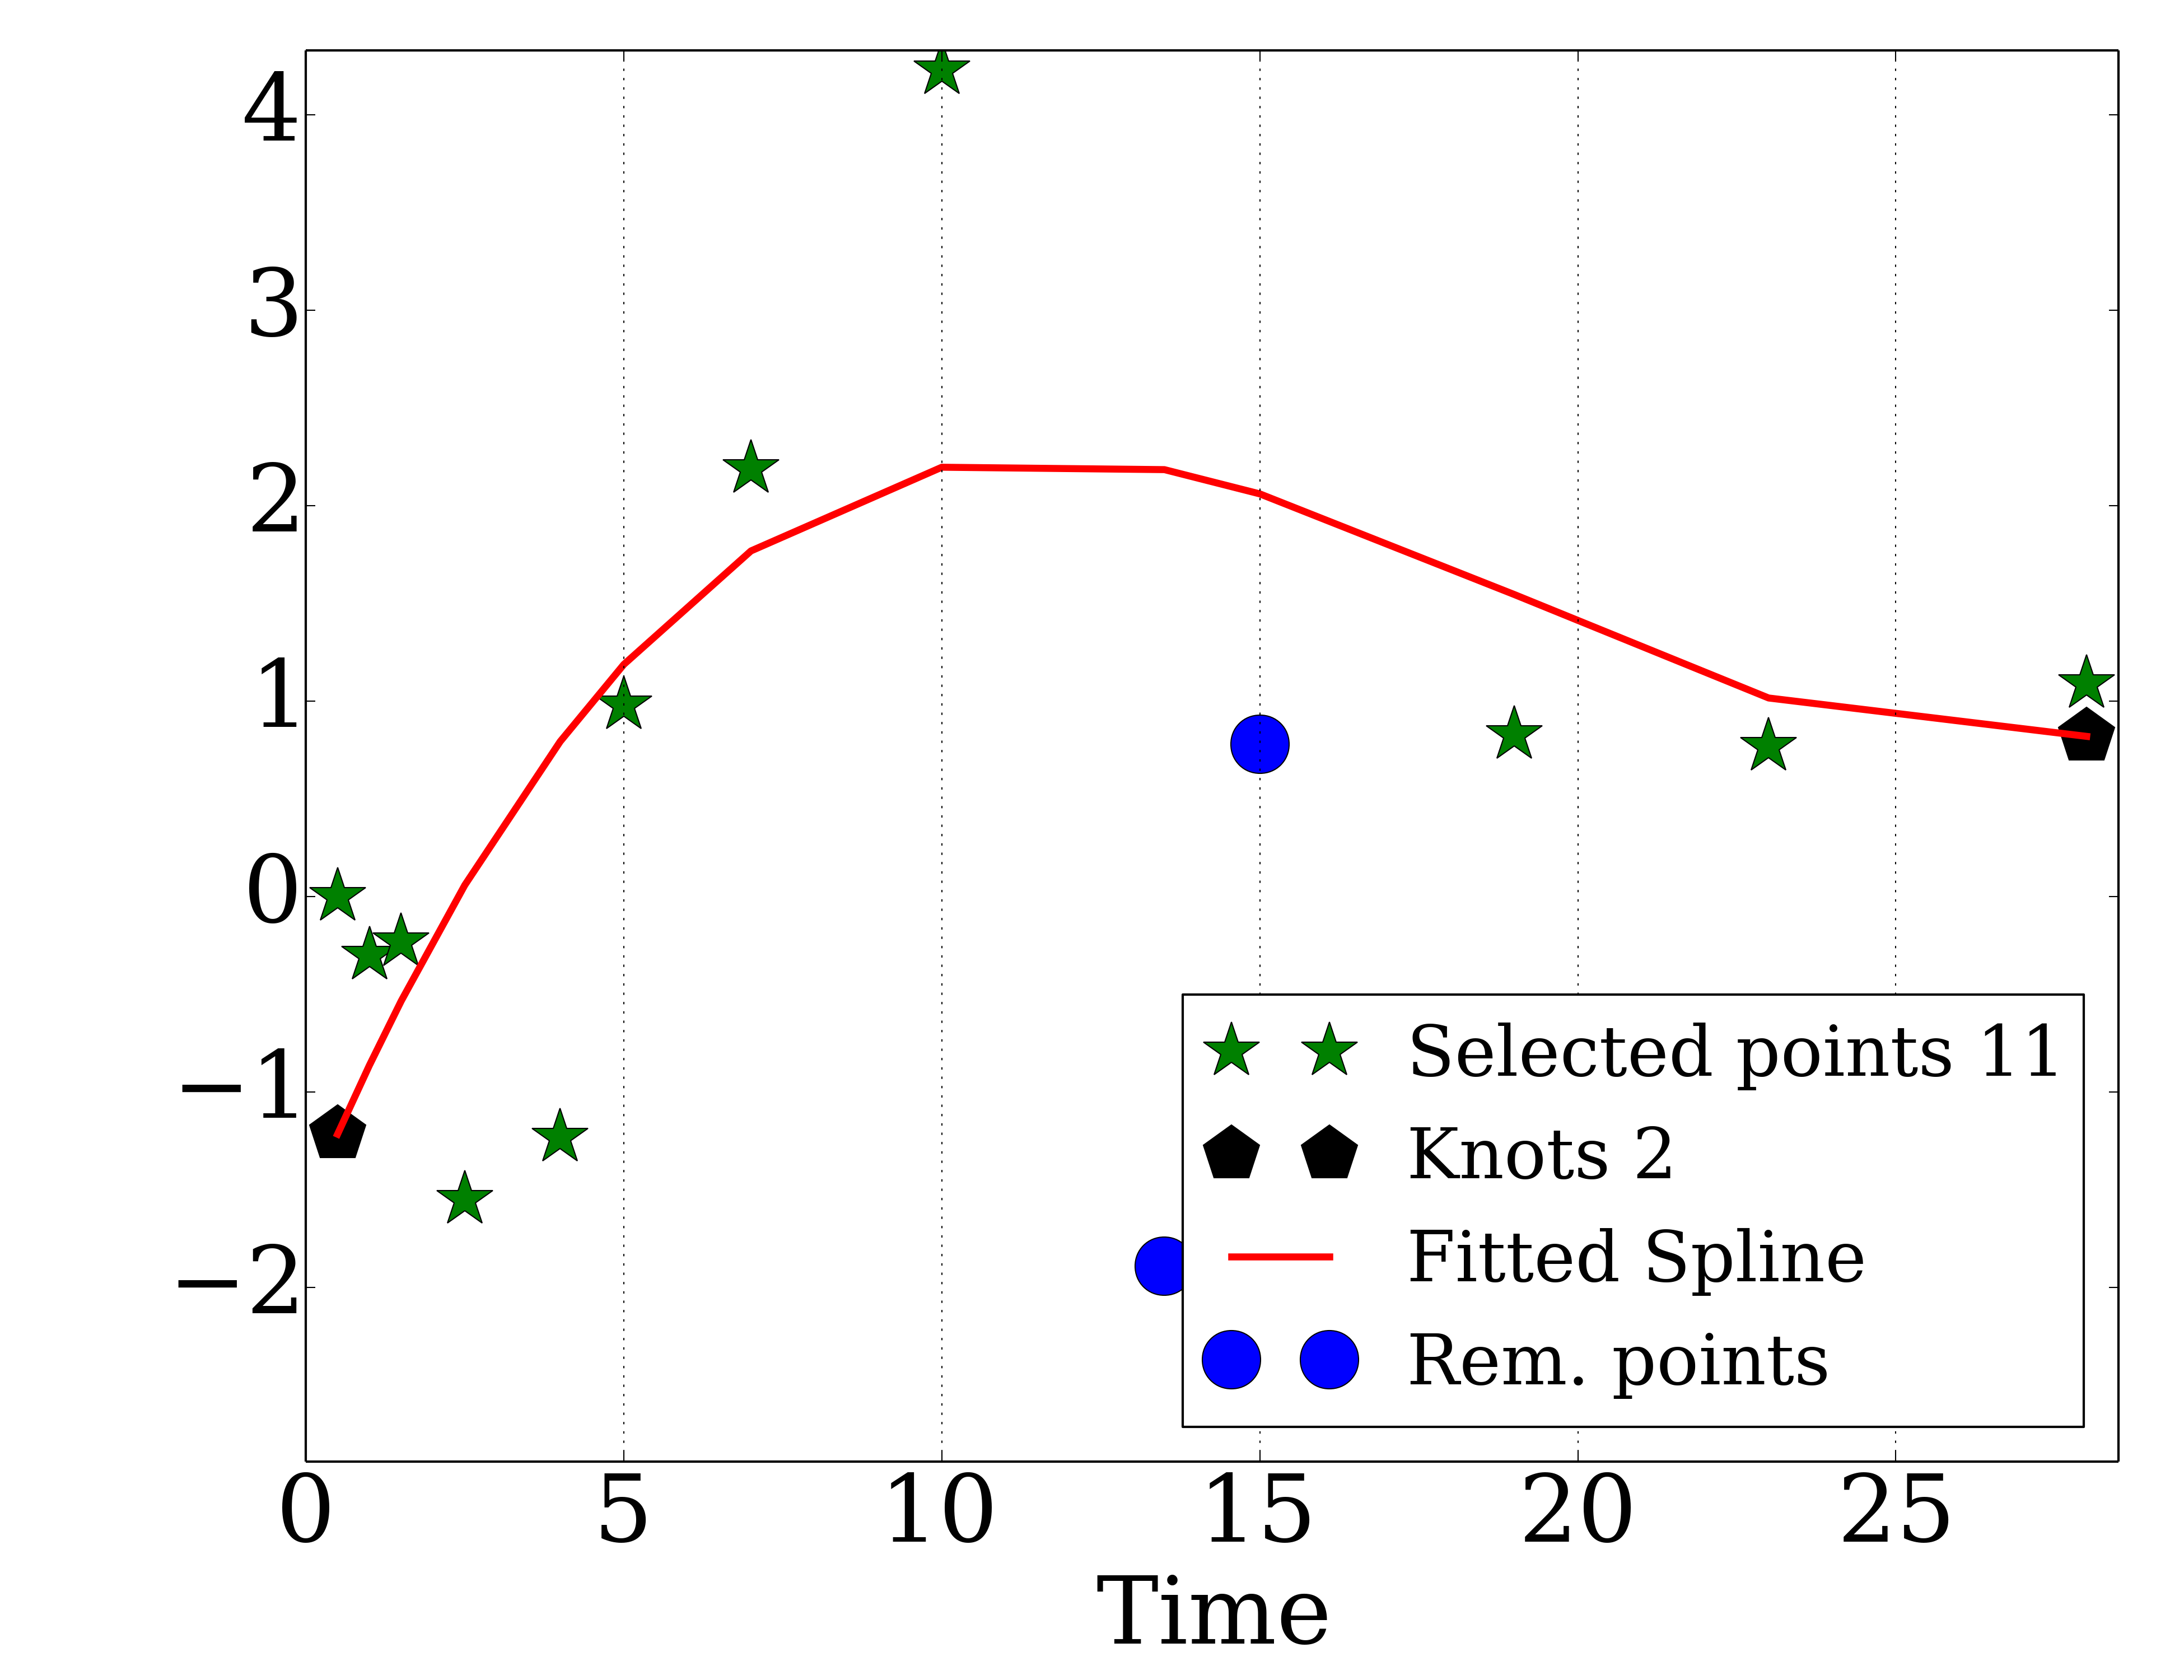 4
3
2
1
0
−1
−2
Selected points 11
Knots 2
Fitted Spline
Rem. points
0 5 10 15 20 25
Time